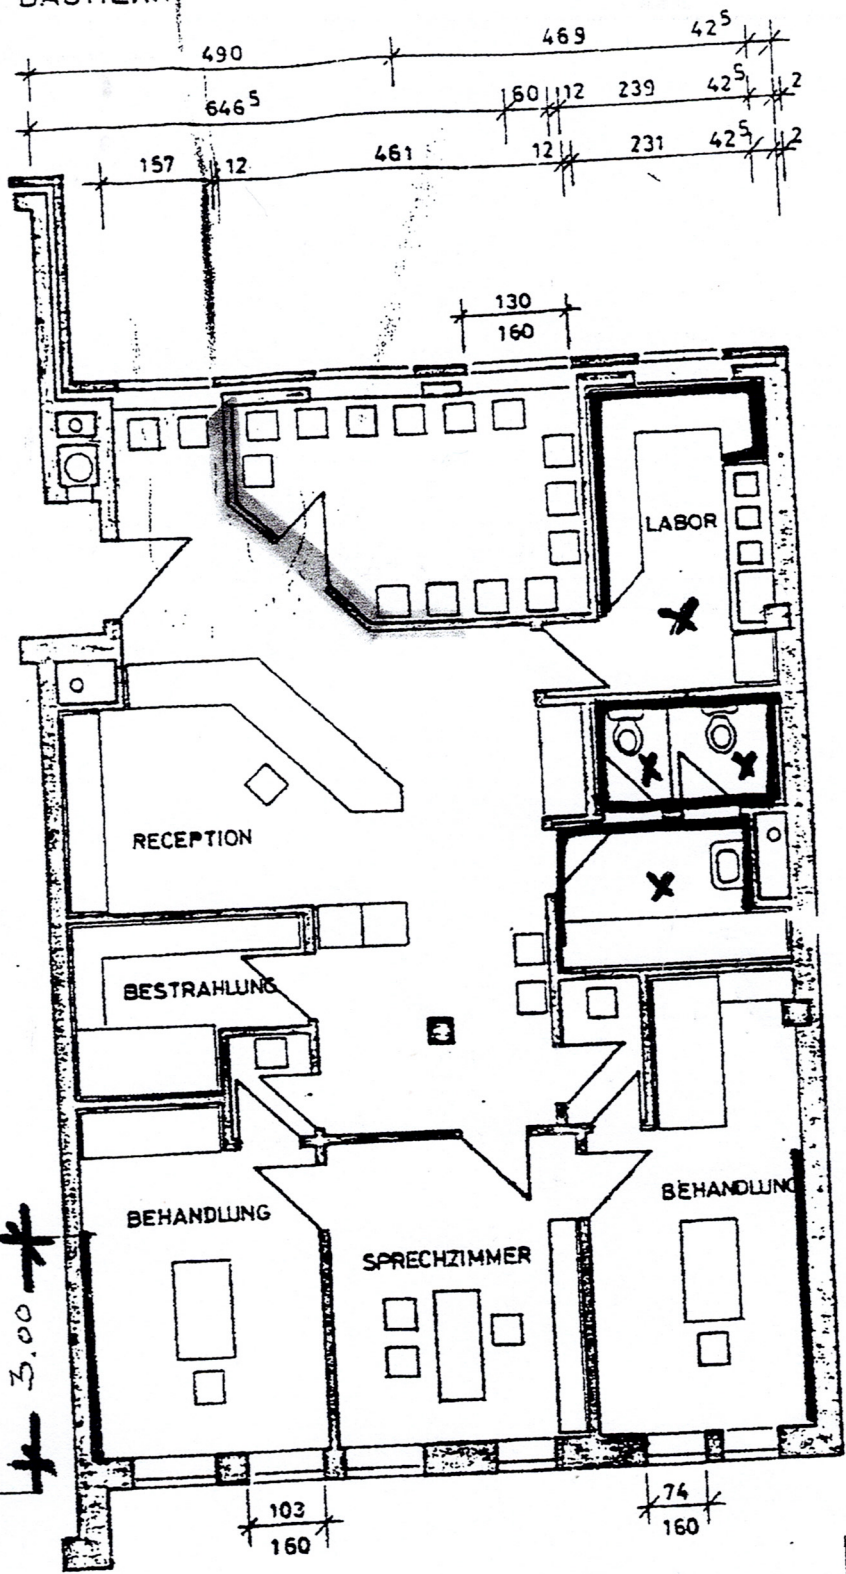 490 469 42⁵
646⁵ 60 12 239 42⁵ 2
157 12 461 12 231 42⁵ 2
130
160
LABOR
RECEPTION
BESTRAHLUNG
BEHANDLUNG
BEHANDLUNG
SPRECHZIMMER
3.00
103
160
74
160